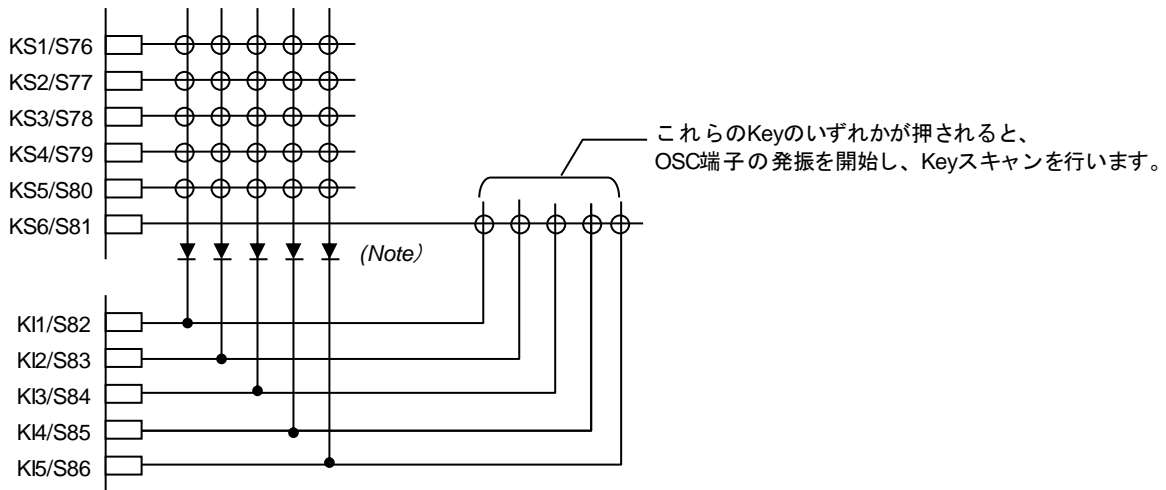 KS1/S76
KS2/S77
KS3/S78
KS4/S79
KS5/S80
KS6/S81
これらのKeyのいずれかが押されると、
OSC端子の発振を開始し、Keyスキャンを行います。
(Note)
KI1/S82
KI2/S83
KI3/S84
KI4/S85
KI5/S86